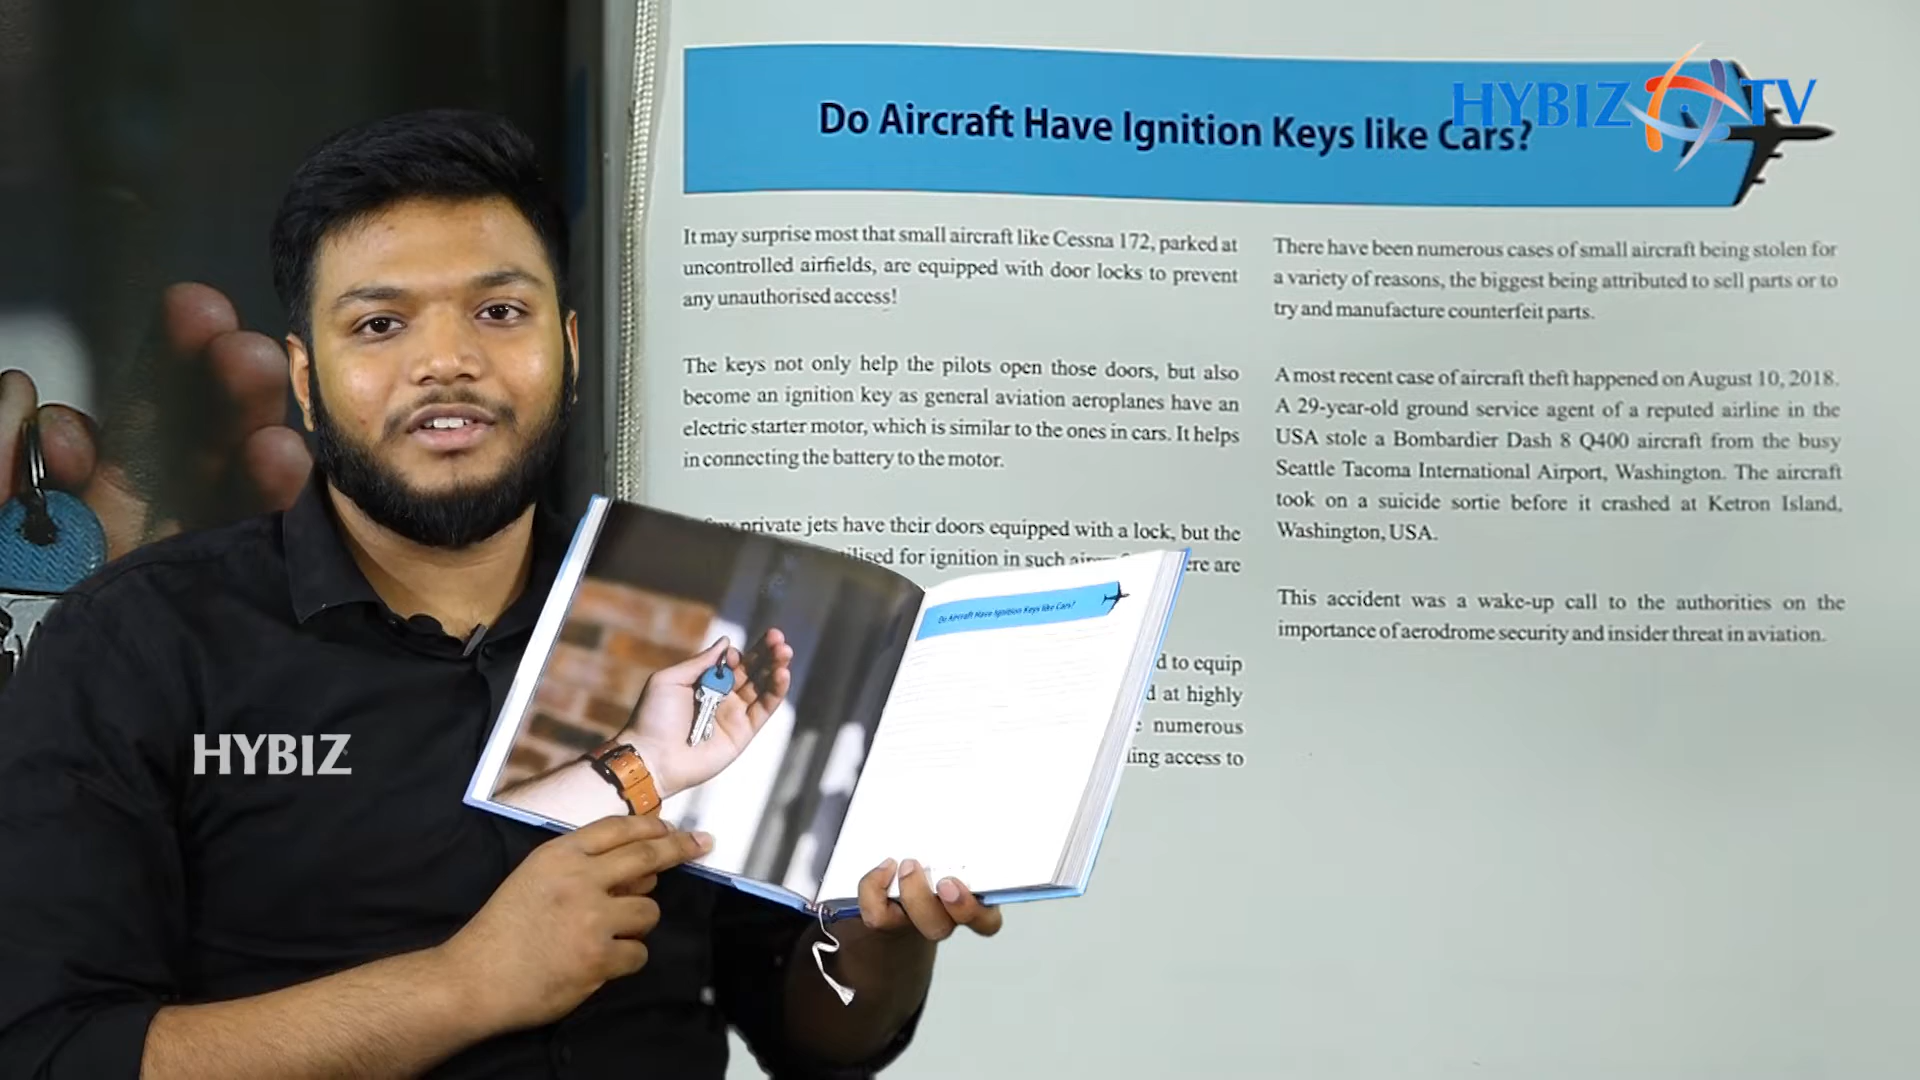 HYBIZ TV
Do Aircraft Have Ignition Keys like Cars?
It may surprise most that small aircraft like Cessna 172, parked at
uncontrolled airfields, are equipped with door locks to prevent
any unauthorised access!
The keys not only help the pilots open those doors, but also
become an ignition key as general aviation aeroplanes have an
electric starter motor, which is similar to the ones in cars. It helps
in connecting the battery to the motor.
private jets have their doors equipped with a lock, but the
for ignition in such are
d to equip
d at highly
numerous
ling access to
There have been numerous cases of small aircraft being stolen for
a variety of reasons, the biggest being attributed to sell parts or to
try and manufacture counterfeit parts.
A most recent case of aircraft theft happened on August 10, 2018.
A 29-year-old ground service agent of a reputed airline in the
USA stole a Bombardier Dash 8 Q400 aircraft from the busy
Seattle Tacoma International Airport, Washington. The aircraft
took on a suicide sortie before it crashed at Ketron Island,
Washington, USA.
This accident was a wake-up call to the authorities on the
importance of aerodrome security and insider threat in aviation.
Do Aircraft Have Ignition Keys like Cars?
HYBIZ